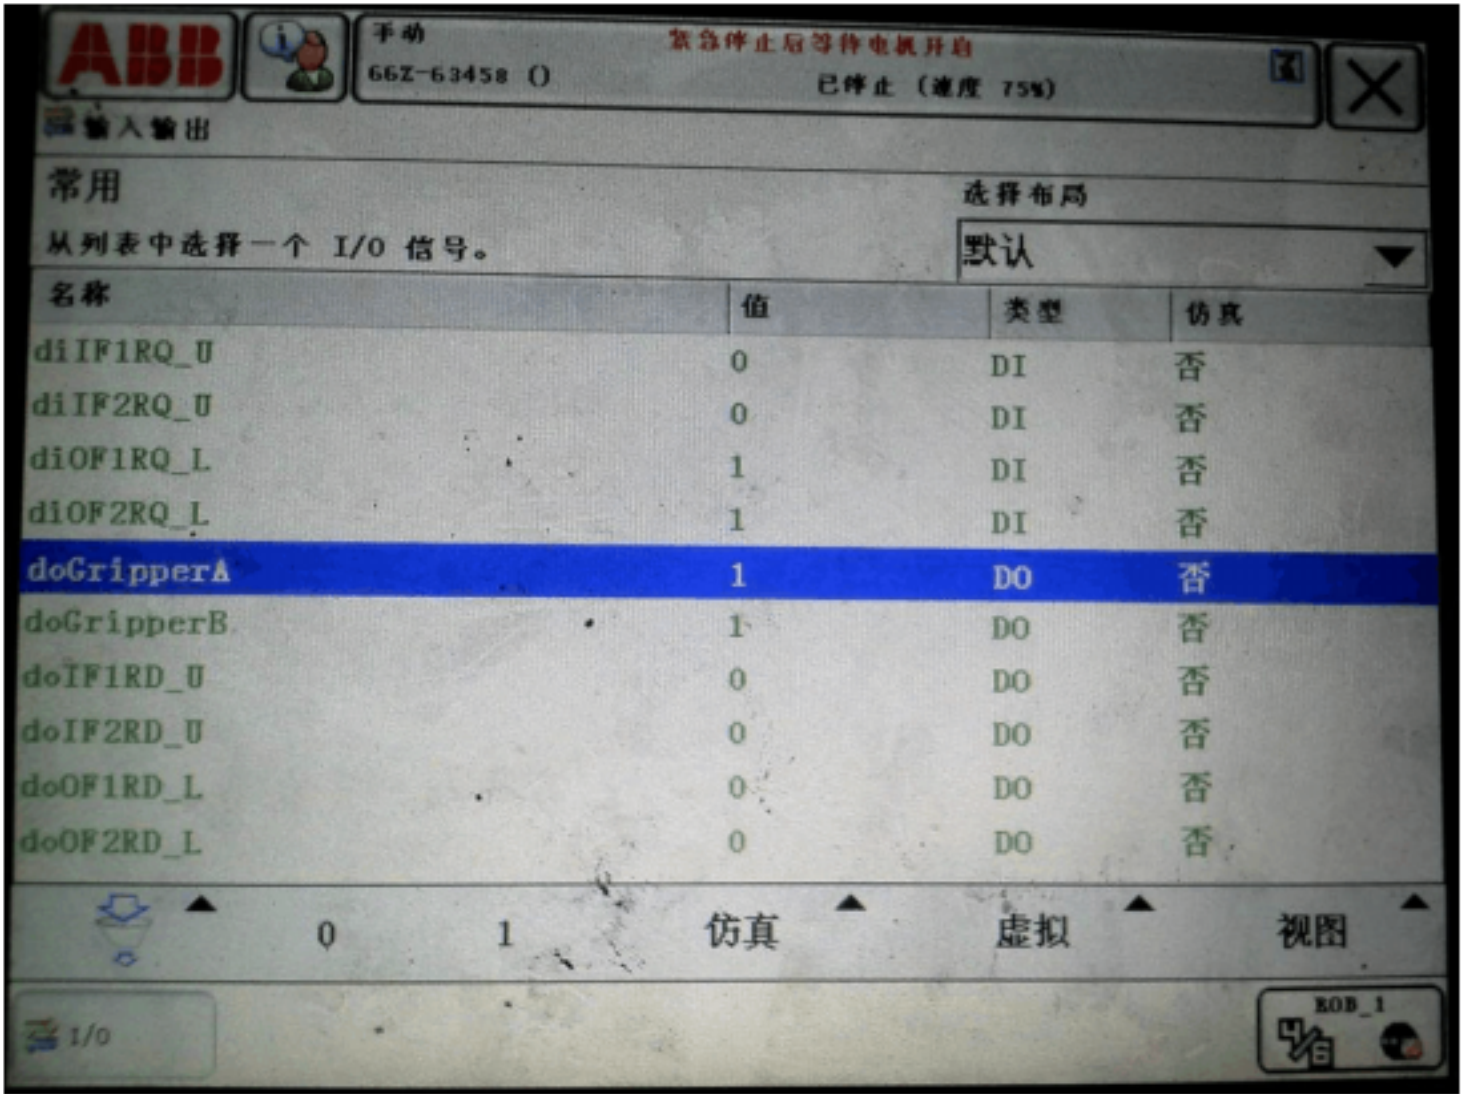 ABB
手动
紧急停止后等待电机开启
66Z-63458 ()
已停止 (速度 75%)
输入输出
常用
选择布局
从列表中选择一个 I/O 信号。
默认
名称 值 类型 仿真
diIF1RQ_U 0 DI 否
diIF2RQ_U 0 DI 否
diOF1RQ_L 1 DI 否
diOF2RQ_L 1 DI 否
doGripperA 1 DO 否
doGripperB 1 DO 否
doIF1RD_U 0 DO 否
doIF2RD_U 0 DO 否
doOF1RD_L 0 DO 否
doOF2RD_L 0 DO 否
0 1 仿真 虚拟 视图
I/O
ROB_1